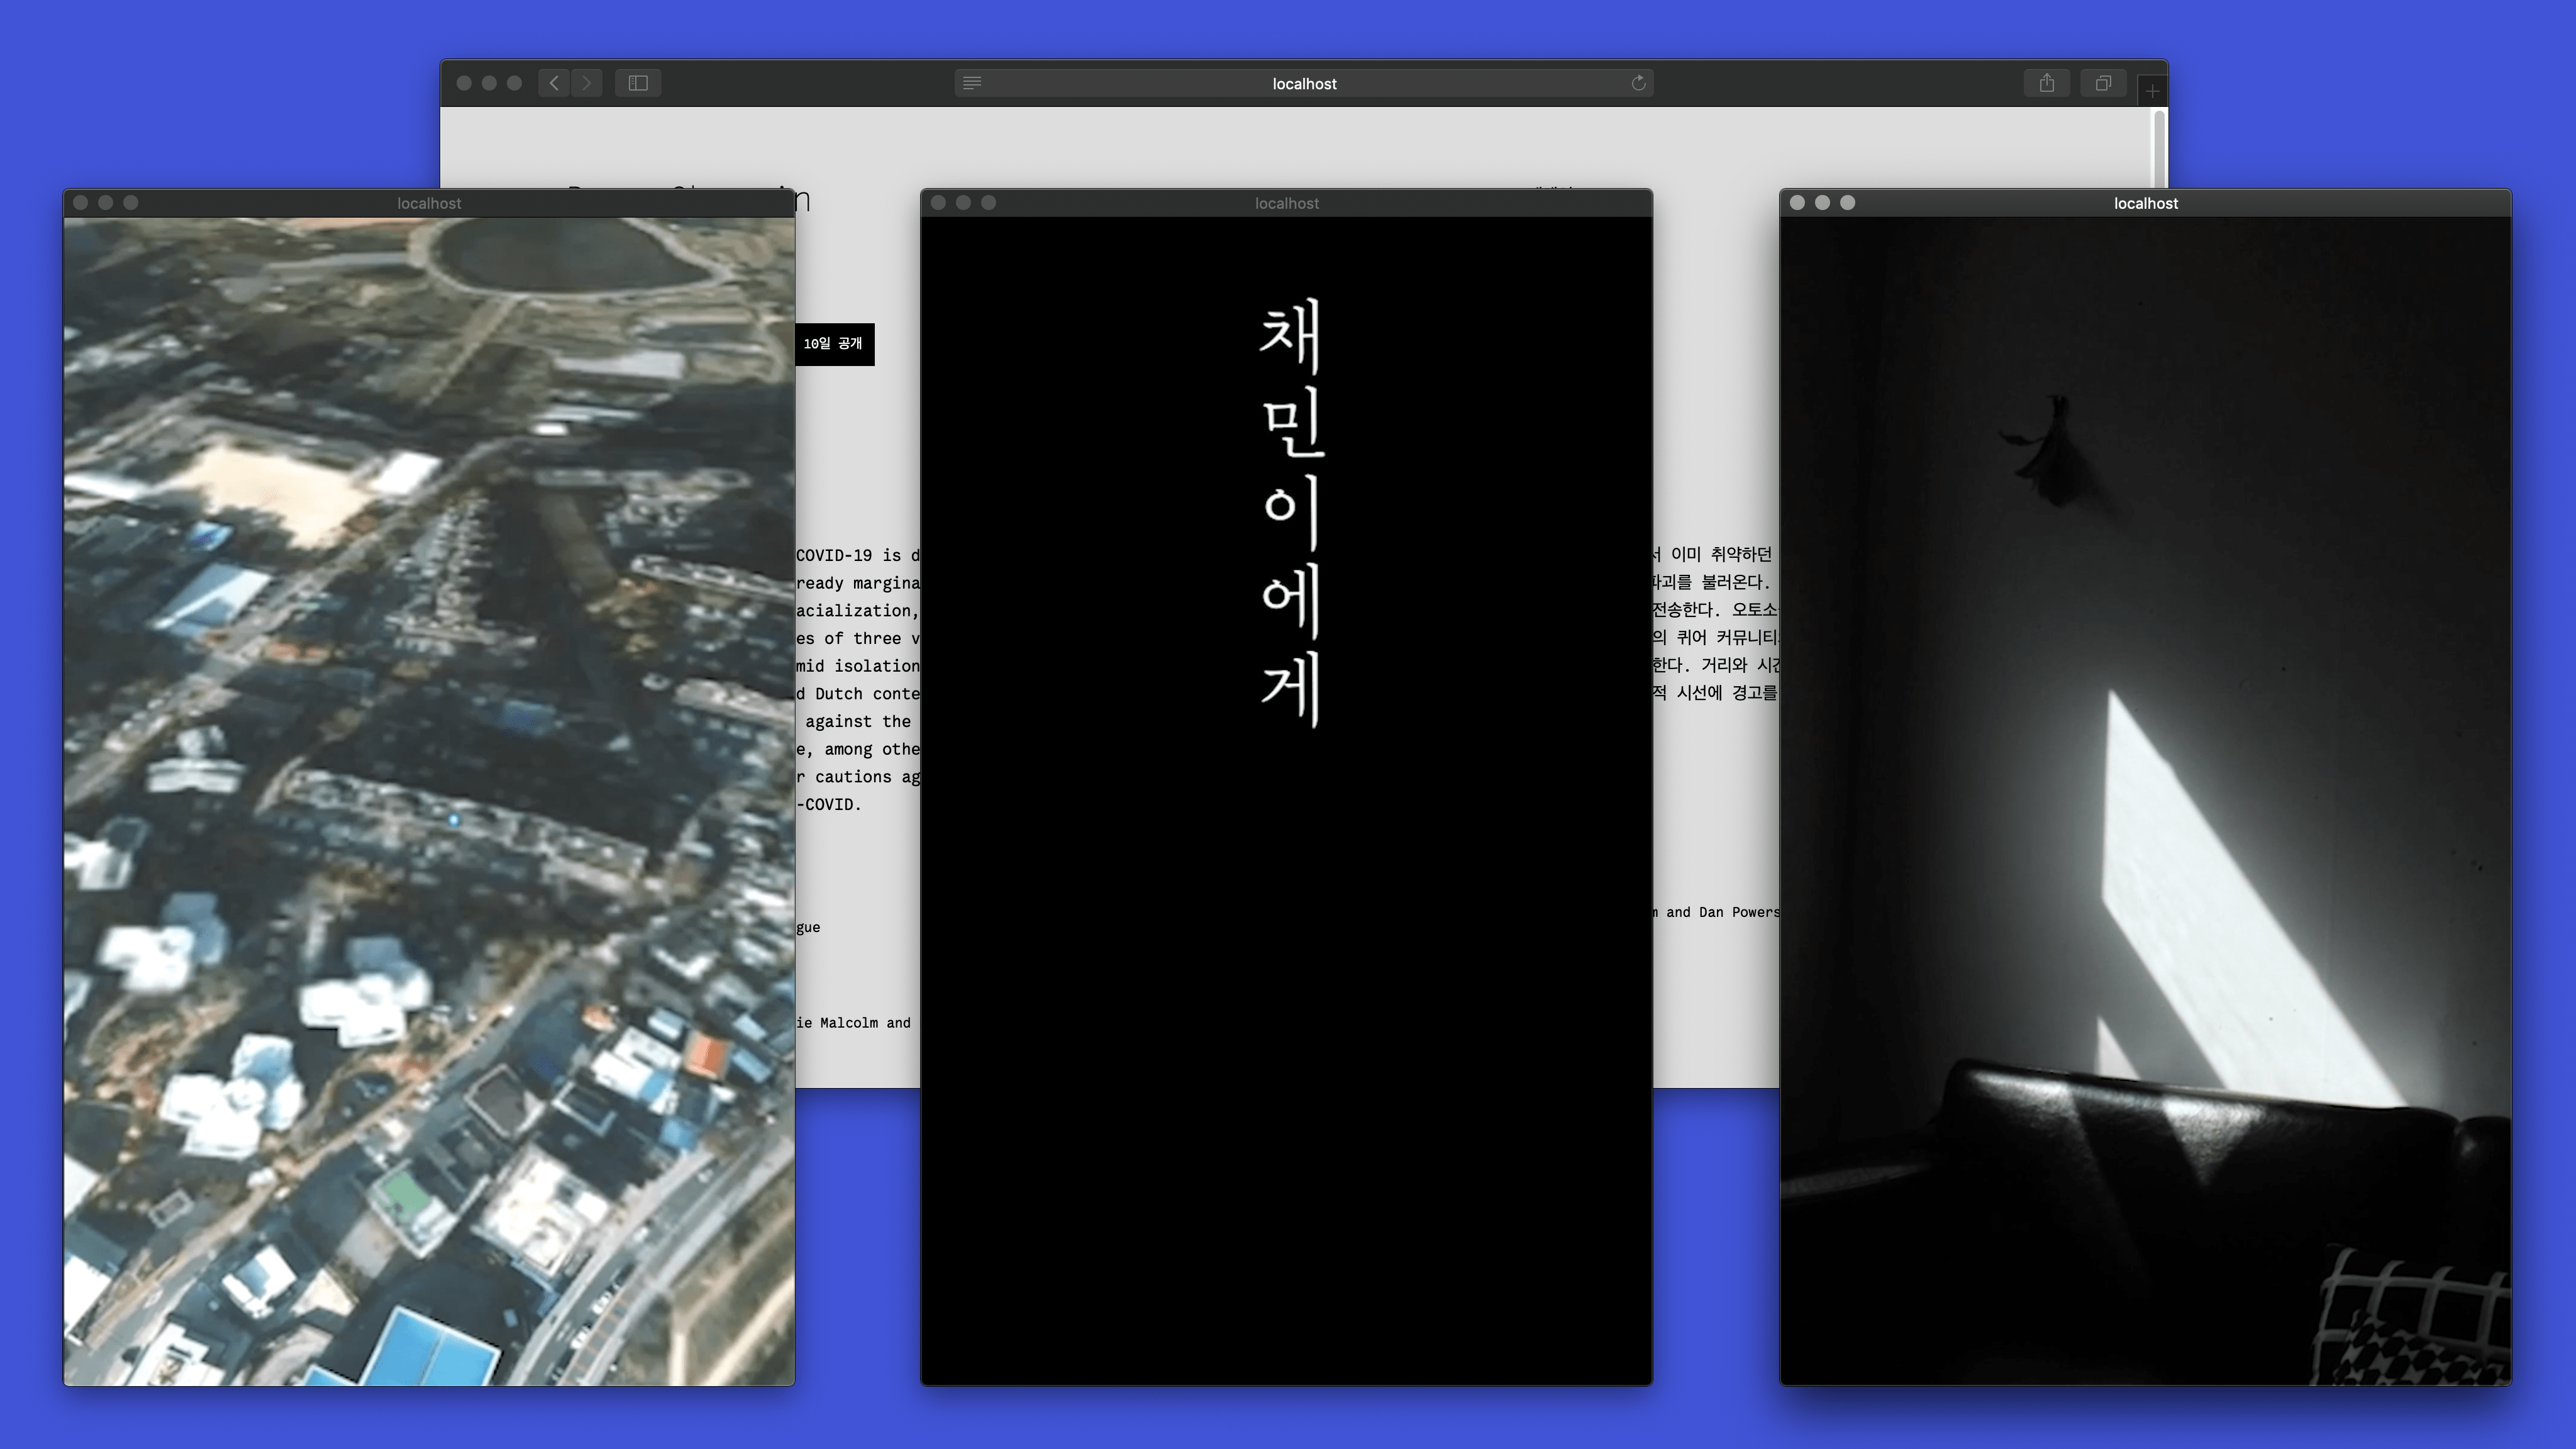 localhost
localhost
localhost
localhost
10일 공개
채
민
이
에
게
COVID-19 is d
ready margina
acialization,
es of three v
mid isolation
d Dutch conte
against the
e, among othe
r cautions ag
-COVID.
gue
ie Malcolm and
서 이미 취약하던
파괴를 불러온다.
전송한다. 오토소
의 퀴어 커뮤니티
한다. 거리와 시간
적 시선에 경고를
m and Dan Powers